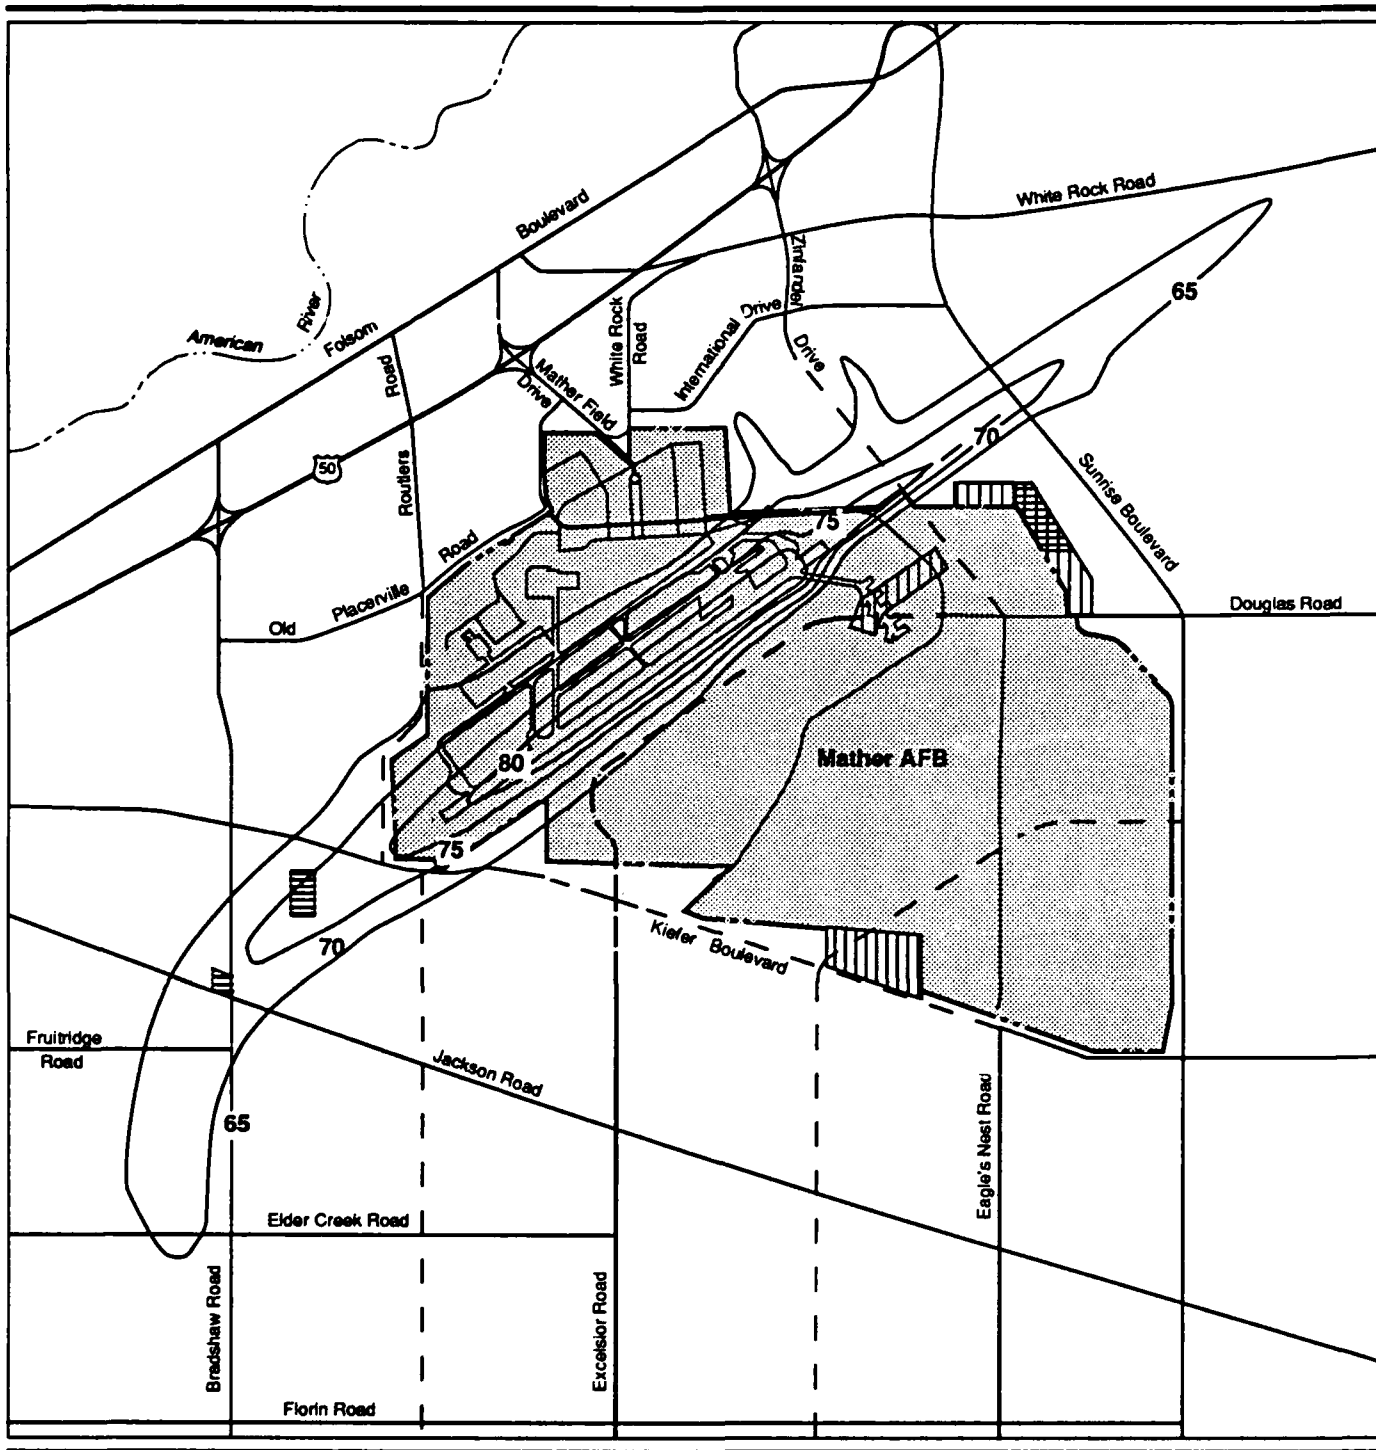 White Rock Road
Boulevard
Zinfandel
65
River
American
Folsom
Drive
International
White Rock
Road
Drive
Road
Mather Field
Drive
70
50
Routiers
Sunrise Boulevard
75
Road
Placerville
Old
Douglas Road
Mather AFB
80
75
70
Kiefer Boulevard
Fruitridge
Road
Jackson Road
65
Eagle's Nest Road
Elder Creek Road
Bradshaw Road
Excelsior Road
Florin Road